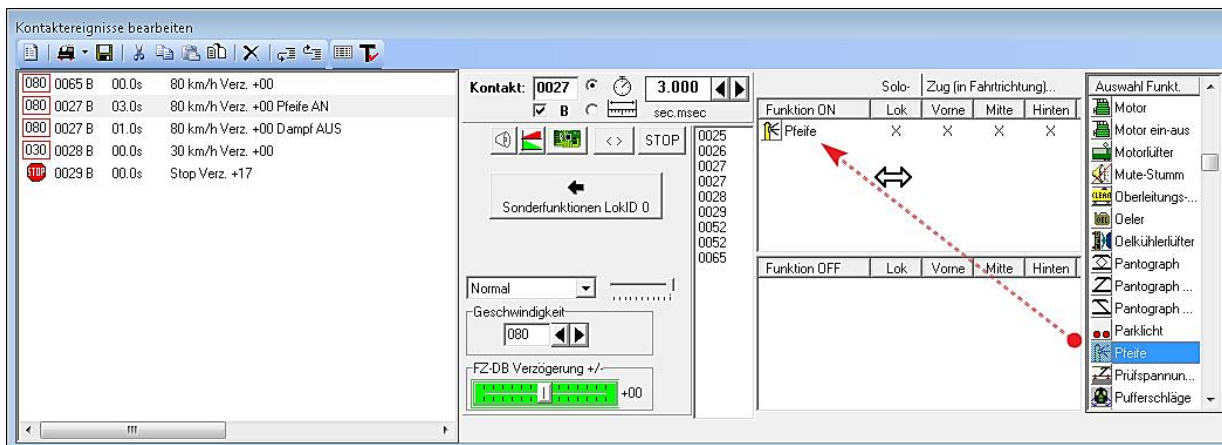 Kontaktereignisse bearbeiten
080 0065 B 00.0s 80 km/h Verz. +00
080 0027 B 03.0s 80 km/h Verz. +00 Pfeife AN
080 0027 B 01.0s 80 km/h Verz. +00 Dampf AUS
030 0028 B 00.0s 30 km/h Verz. +00
STOP 0029 B 00.0s Stop Verz. +17
Kontakt: 0027 3.000
B sec.msec
<> STOP
Sonderfunktionen LokID 0
Normal
Geschwindigkeit
080
FZ-DB Verzögerung +/-
+00
0025
0026
0027
0027
0028
0029
0052
0052
0065
Solo- Zug (in Fahrtrichtung)...
Funktion ON Lok Vorne Mitte Hinten
Pfeife X X X X
Funktion OFF Lok Vorne Mitte Hinten
Auswahl Funkt.
Motor
Motor ein-aus
Motorlüfter
Mute-Stumm
CLEAN Oberleitungs-...
OEL Oeler
Oelkühlerlüfter
Pantograph
Pantograph ...
Pantograph ...
Parklicht
Pfeife
Prüfspannun...
Pufferschläge